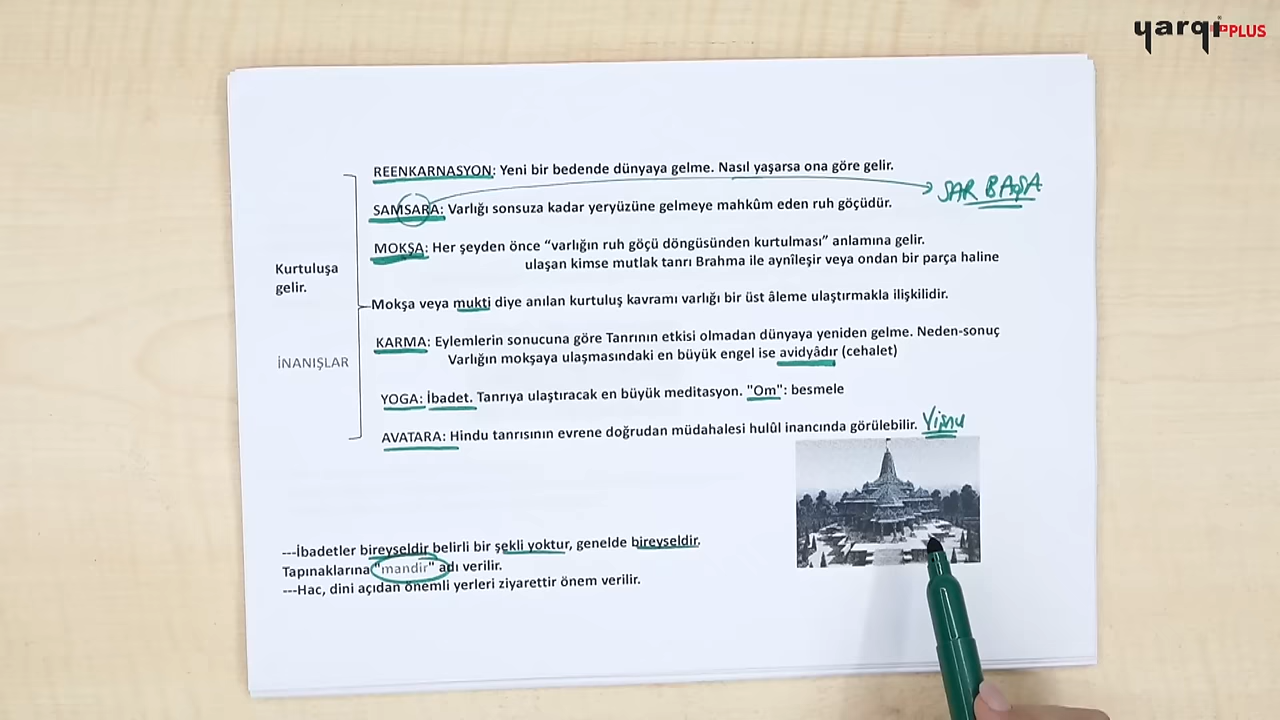 yarqi PLUS
REENKARNASYON: Yeni bir bedende dünyaya gelme. Nasıl yaşarsa ona göre gelir.
SAR BAŞA
SAMSARA: Varlığı sonsuza kadar yeryüzüne gelmeye mahkûm eden ruh göçüdür.
MOKŞA: Her şeyden önce “varlığın ruh göçü döngüsünden kurtulması” anlamına gelir.
ulaşan kimse mutlak tanrı Brahma ile aynîleşir veya ondan bir parça haline
Kurtuluşa
gelir.
Mokşa veya mukti diye anılan kurtuluş kavramı varlığı bir üst âleme ulaştırmakla ilişkilidir.
KARMA: Eylemlerin sonucuna göre Tanrının etkisi olmadan dünyaya yeniden gelme. Neden-sonuç
Varlığın mokşaya ulaşmasındaki en büyük engel ise avidyâdır (cehalet)
İNANIŞLAR
YOGA: İbadet. Tanrıya ulaştıracak en büyük meditasyon. "Om": besmele
AVATARA: Hindu tanrısının evrene doğrudan müdahalesi hulûl inancında görülebilir. Vişnu
---İbadetler bireyseldir belirli bir şekli yoktur, genelde bireyseldir.
Tapınaklarına "mandir" adı verilir.
---Hac, dini açıdan önemli yerleri ziyarettir önem verilir.